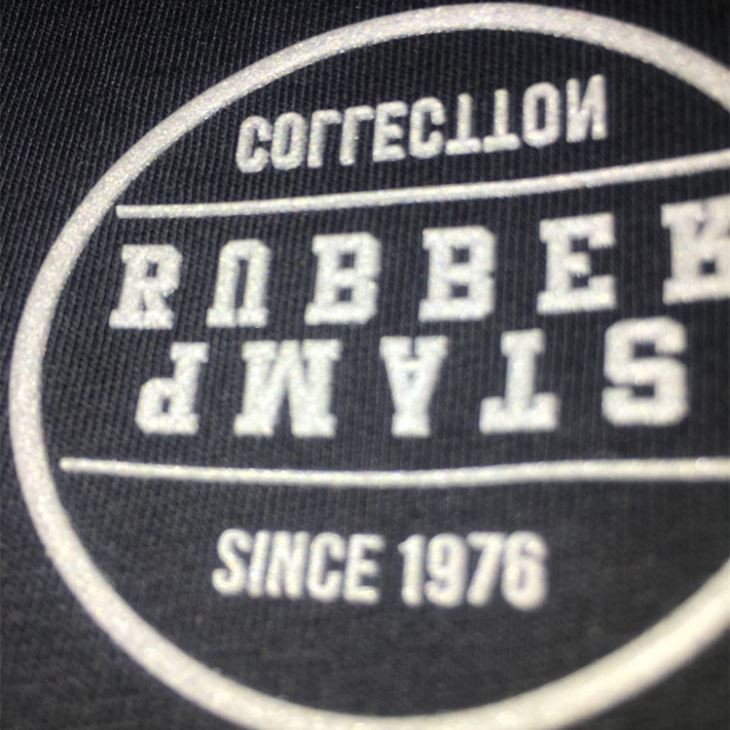 COLLECTION
RUBBER
STAMP
SINCE 1976